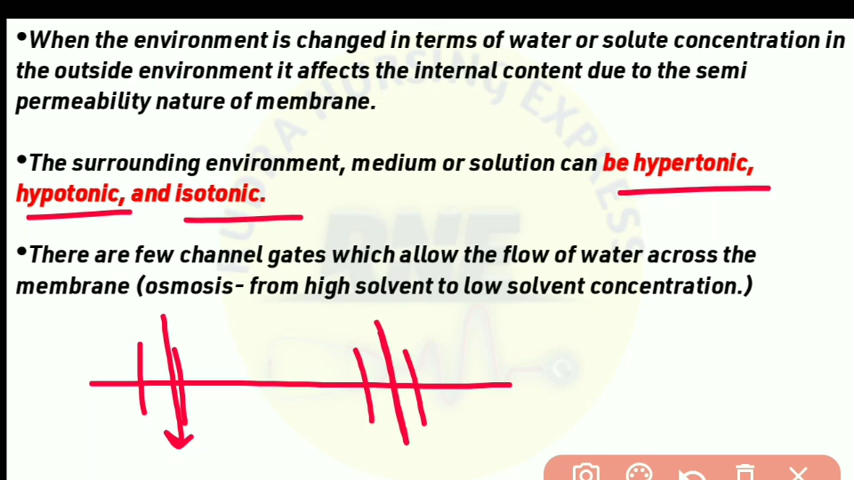 •When the environment is changed in terms of water or solute concentration in
the outside environment it affects the internal content due to the semi
permeability nature of membrane.
•The surrounding environment, medium or solution can be hypertonic,
hypotonic, and isotonic.
•There are few channel gates which allow the flow of water across the
membrane (osmosis- from high solvent to low solvent concentration.)
RNE